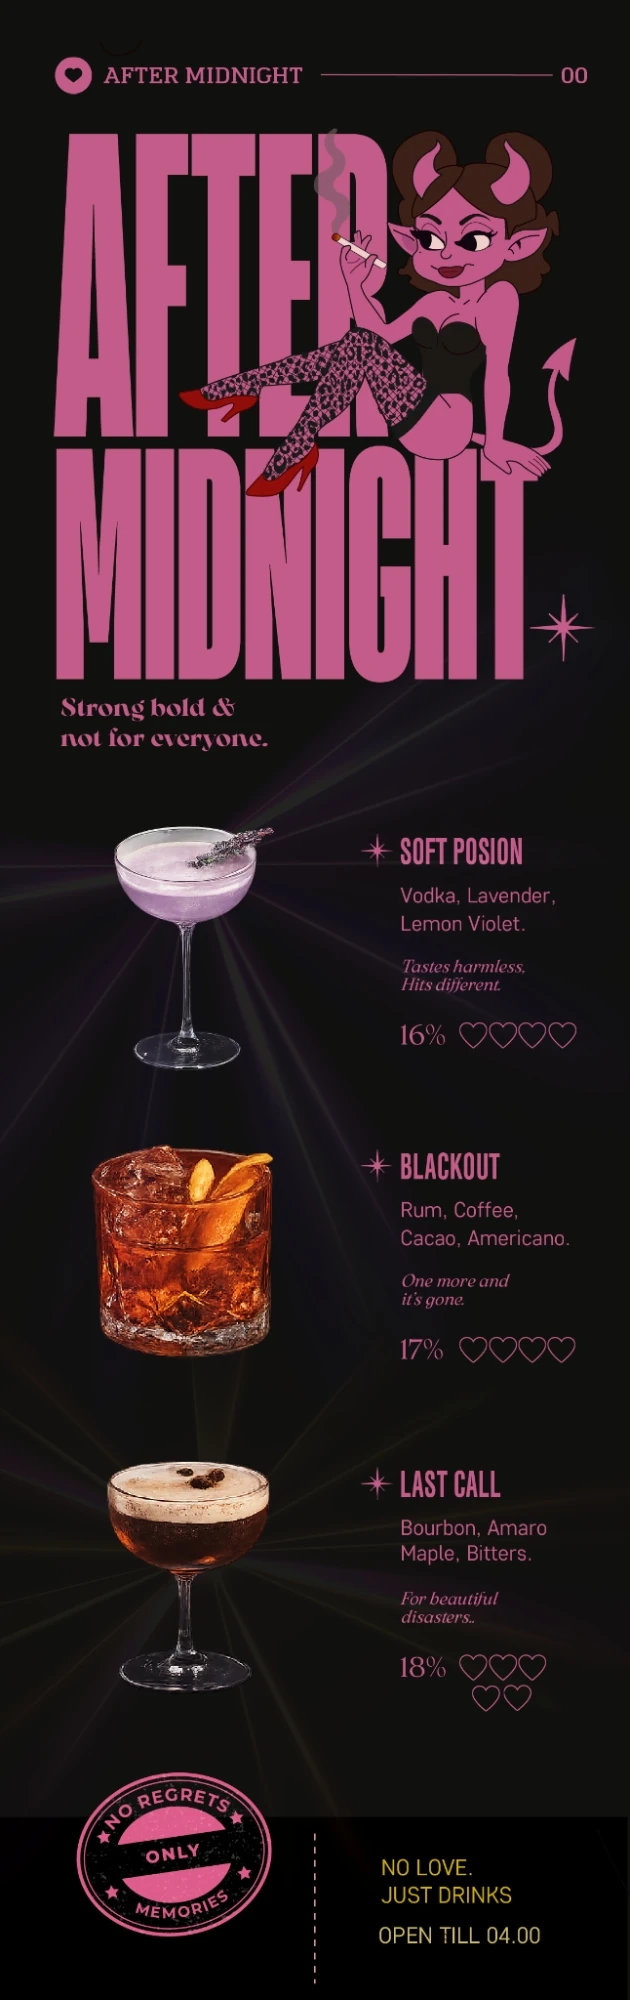 AFTER MIDNIGHT
00
AFTER
MIDNIGHT
Strong bold &
not for everyone.
SOFT POSION
Vodka, Lavender,
Lemon Violet.
Tastes harmless.
Hits different.
16%
BLACKOUT
Rum, Coffee,
Cacao, Americano.
One more and
it's gone.
17%
LAST CALL
Bourbon, Amaro
Maple, Bitters.
For beautiful
disasters..
18%
NO REGRETS
ONLY
MEMORIES
NO LOVE.
JUST DRINKS
OPEN TILL 04.00